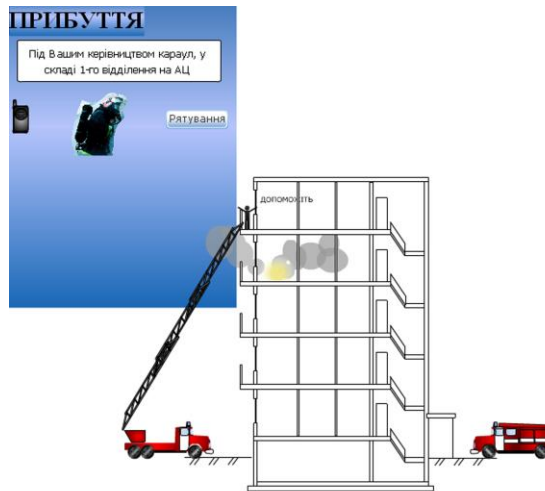 ПРИБУТТЯ
Під Вашим керівництвом караул, у
складі 1-го відділення на АЦ
Рятування
допоможіть